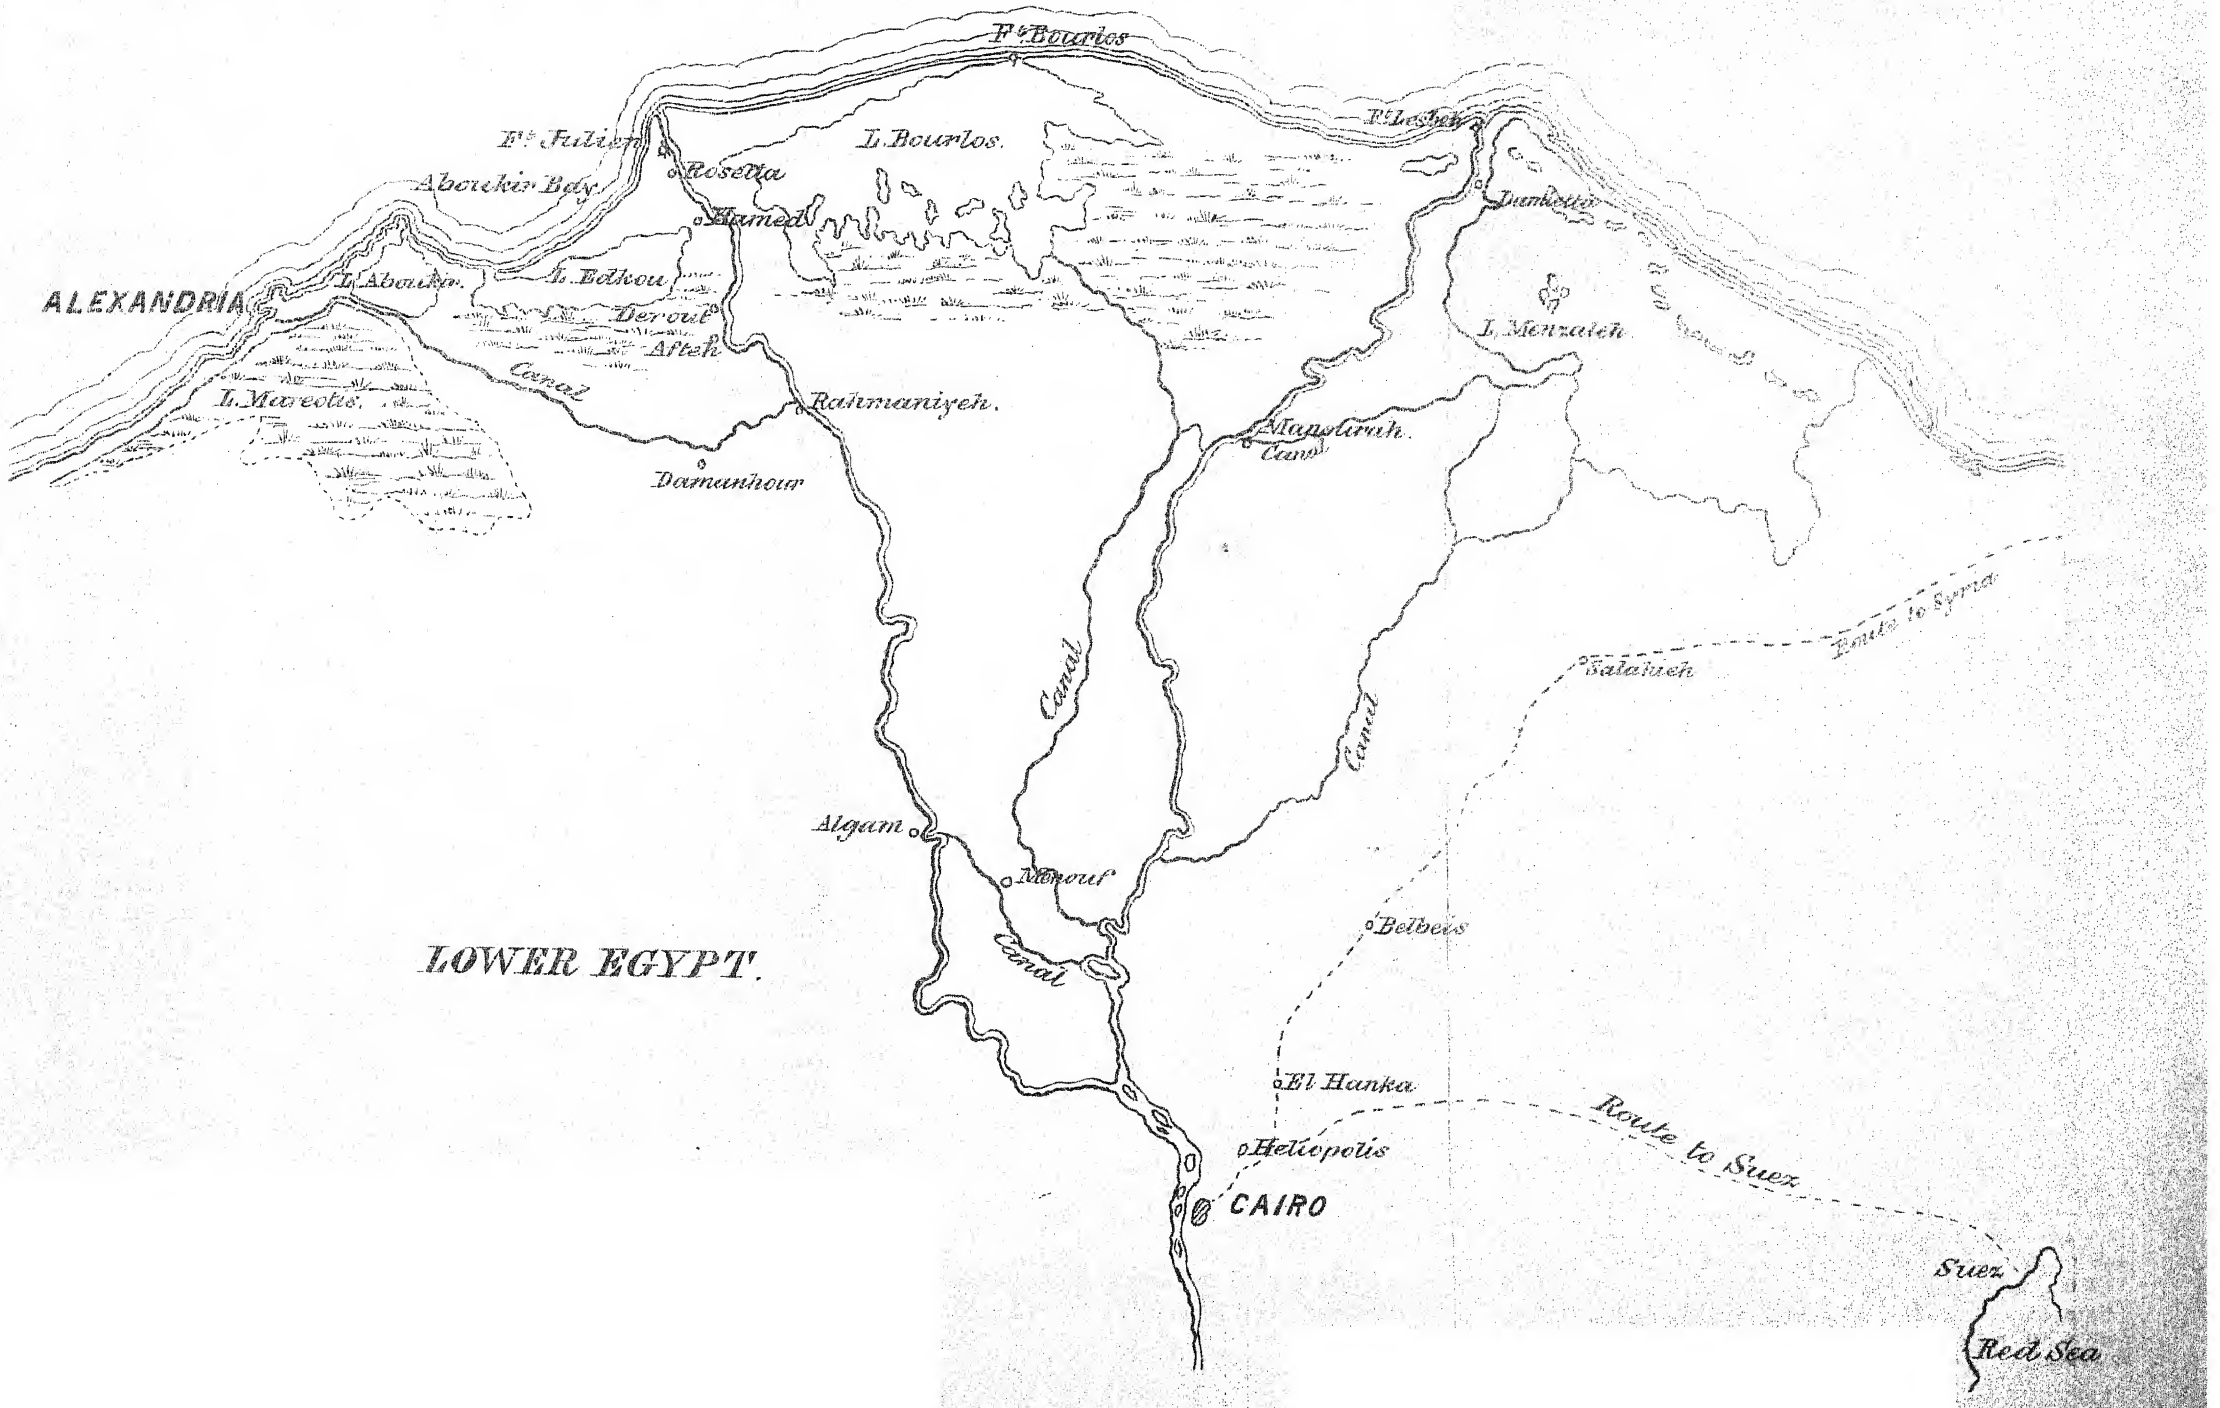 Ft. Bourlos
Ft. Lesbeh
Ft. Julien
L. Bourlos.
Rosetta
Aboukir Bay
Damietta
Hamed
L. Aboukir.
L. Edkou
ALEXANDRIA
Derout
L. Menzaleh
Afteh
Canal
L. Mareotis.
Rahmaniyeh.
Mansurah.
Canal
Damanhour
Route to Syria
Salahieh
Canal
Canal
Algam
Menouf
Belbeis
LOWER EGYPT.
Canal
El Hanka
Route to Suez
Heliopolis
CAIRO
Suez
Red Sea